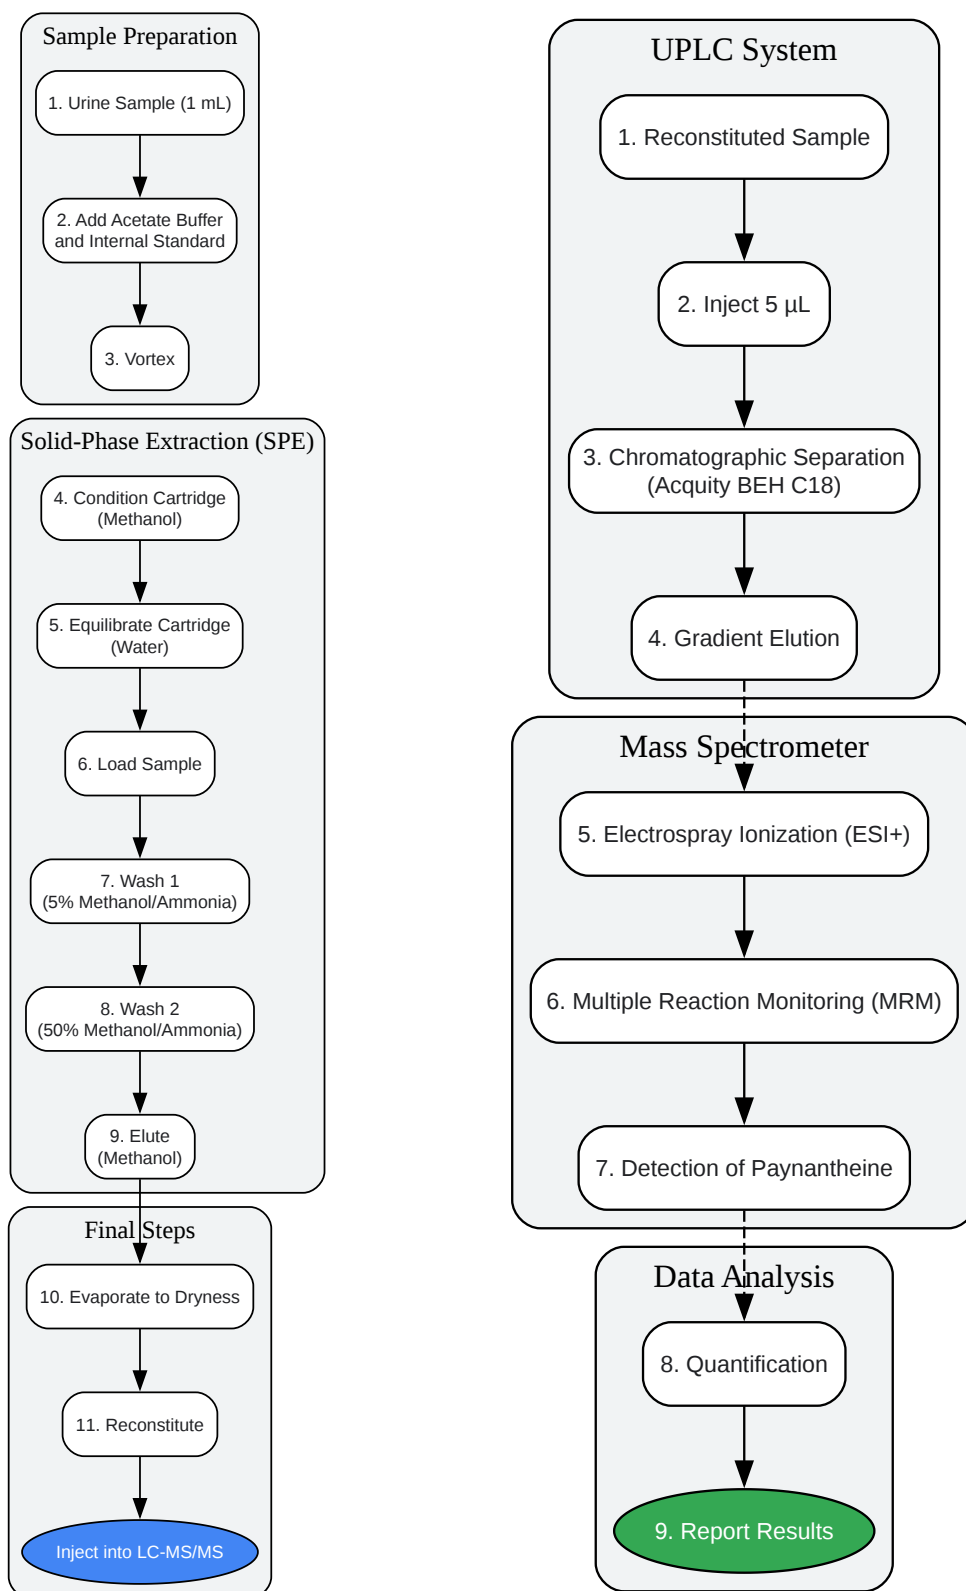 Sample Preparation
1. Urine Sample (1 mL)
2. Add Acetate Buffer
and Internal Standard
3. Vortex
Solid-Phase Extraction (SPE)
4. Condition Cartridge
(Methanol)
5. Equilibrate Cartridge
(Water)
6. Load Sample
7. Wash 1
(5% Methanol/Ammonia)
8. Wash 2
(50% Methanol/Ammonia)
9. Elute
(Methanol)
Final Steps
10. Evaporate to Dryness
11. Reconstitute
Inject into LC-MS/MS
UPLC System
1. Reconstituted Sample
2. Inject 5 µL
3. Chromatographic Separation
(Acquity BEH C18)
4. Gradient Elution
Mass Spectrometer
5. Electrospray Ionization (ESI+)
6. Multiple Reaction Monitoring (MRM)
7. Detection of Paynantheine
Data Analysis
8. Quantification
9. Report Results